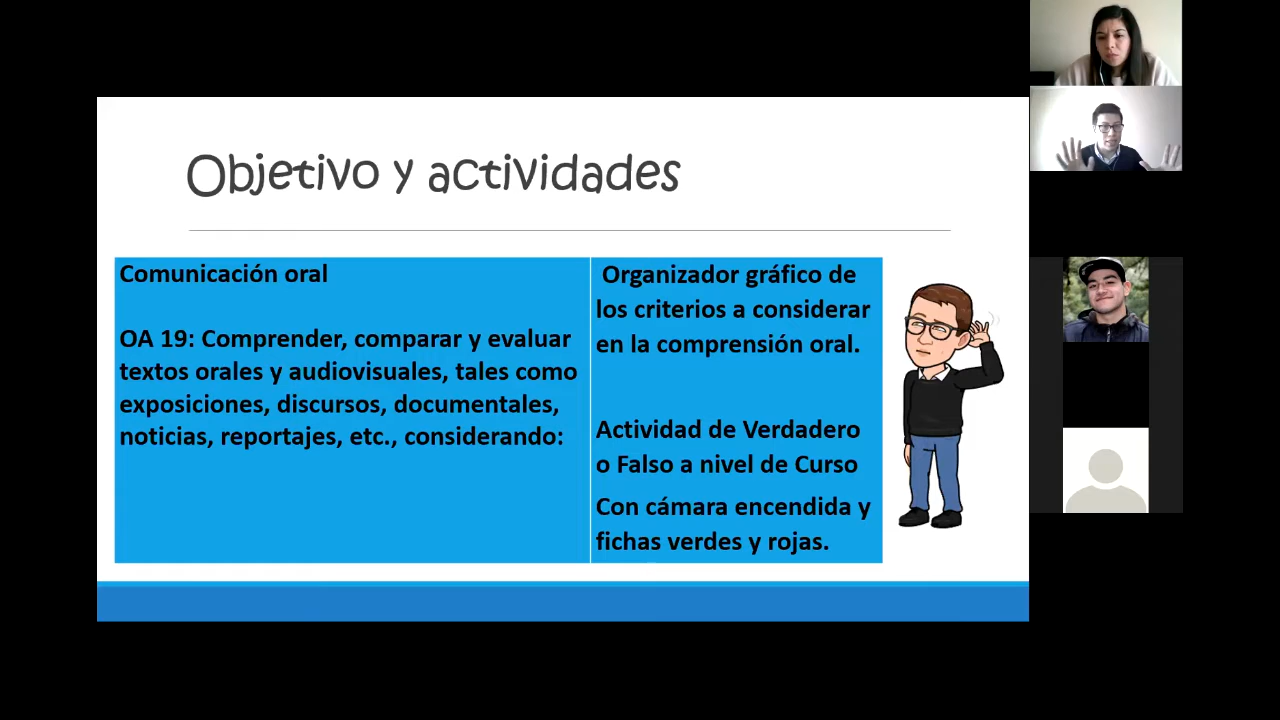 Objetivo y actividades
Comunicación oral
OA 19: Comprender, comparar y evaluar
textos orales y audiovisuales, tales como
exposiciones, discursos, documentales,
noticias, reportajes, etc., considerando:
Organizador gráfico de
los criterios a considerar
en la comprensión oral.
Actividad de Verdadero
o Falso a nivel de Curso
Con cámara encendida y
fichas verdes y rojas.